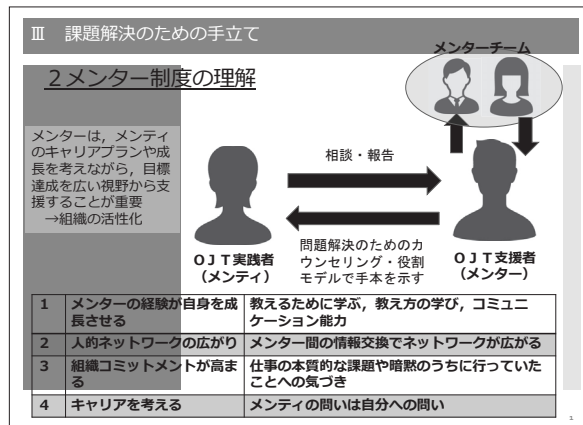 Ⅲ 課題解決のための手立て
メンターチーム
２メンター制度の理解
メンターは，メンティ
のキャリアプランや成
長を考えながら，目標
達成を広い視野から支
援することが重要
→組織の活性化
相談・報告
ＯＪＴ実践者
（メンティ）
問題解決のためのカ
ウンセリング・役割
モデルで手本を示す
ＯＪＴ支援者
（メンター）
1 メンターの経験が自身を成 教えるために学ぶ，教え方の学び，コミュニ
長させる ケーション能力
2 人的ネットワークの広がり メンター間の情報交換でネットワークが広がる
3 組織コミットメントが高ま 仕事の本質的な課題や暗黙のうちに行っていた
る ことへの気づき
4 キャリアを考える メンティの問いは自分への問い
1